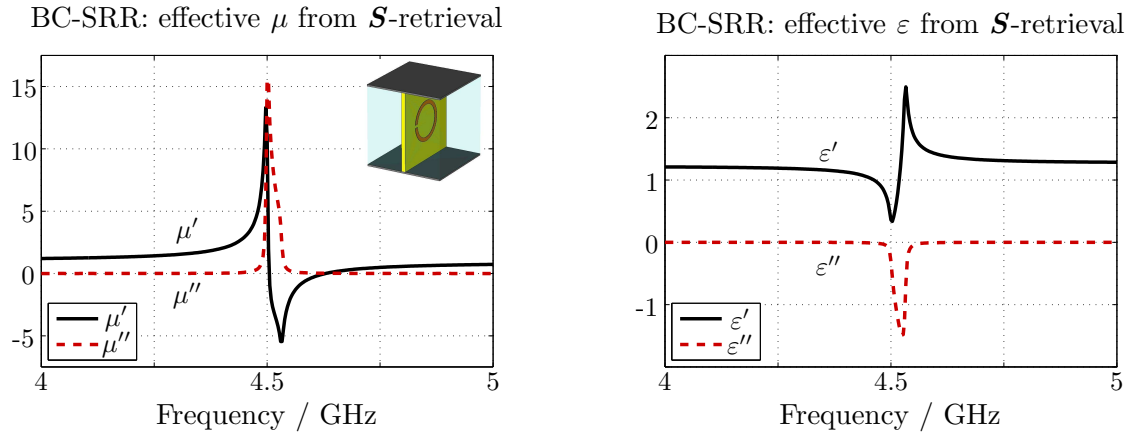 BC-SRR: effective μ from S-retrieval
15
10
5
0
-5
μ′
μ″
μ′
μ″
4
4.5
5
Frequency / GHz
BC-SRR: effective ε from S-retrieval
2
1
0
-1
ε′
ε″
ε′
ε″
4
4.5
5
Frequency / GHz